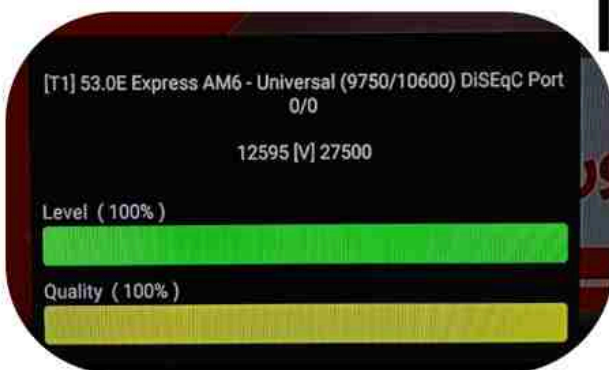 [T1] 53.0E Express AM6 - Universal (9750/10600) DiSEqC Port
0/0
12595 [V] 27500
Level ( 100% )
Quality ( 100% )